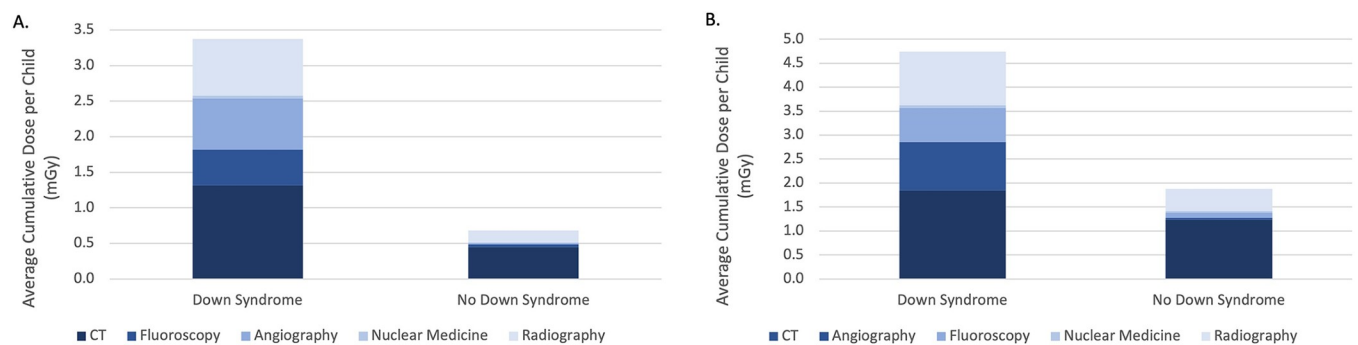 A.
Average Cumulative Dose per Child
(mGy)
3.5
3.0
2.5
2.0
1.5
1.0
0.5
0.0
Down Syndrome No Down Syndrome
CT Fluoroscopy Angiography Nuclear Medicine Radiography
B.
Average Cumulative Dose per Child
(mGy)
5.0
4.5
4.0
3.5
3.0
2.5
2.0
1.5
1.0
0.5
0.0
Down Syndrome No Down Syndrome
CT Angiography Fluoroscopy Nuclear Medicine Radiography